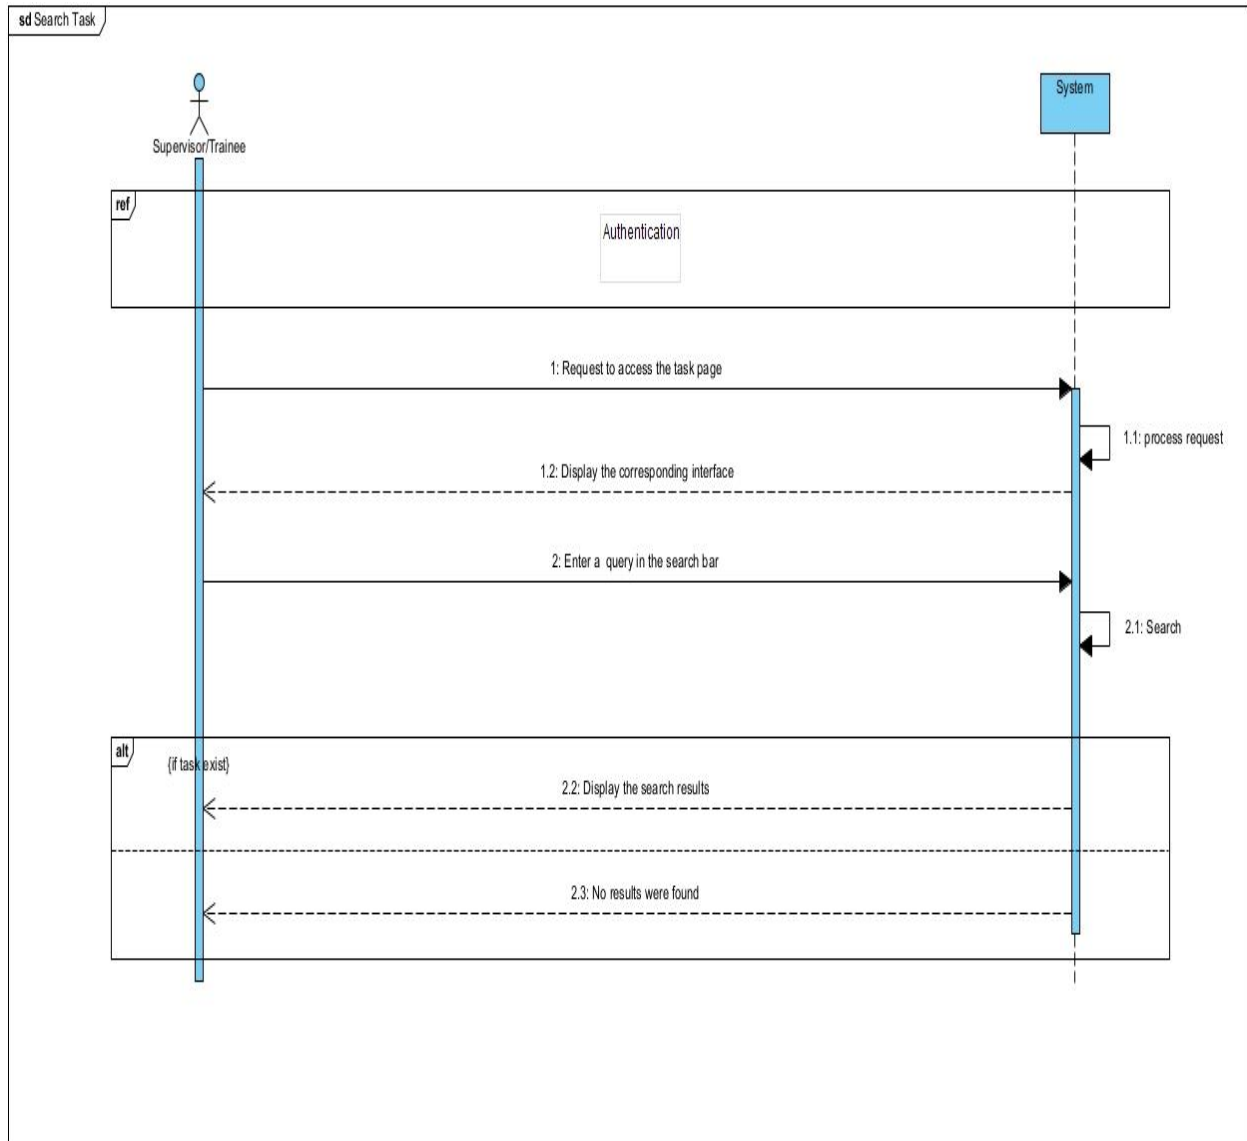 sd Search Task
System
Supervisor/Trainee
ref
Authentication
1: Request to access the task page
1.1: process request
1.2: Display the corresponding interface
2: Enter a query in the search bar
2.1: Search
alt
{if task exist}
2.2: Display the search results
2.3: No results were found